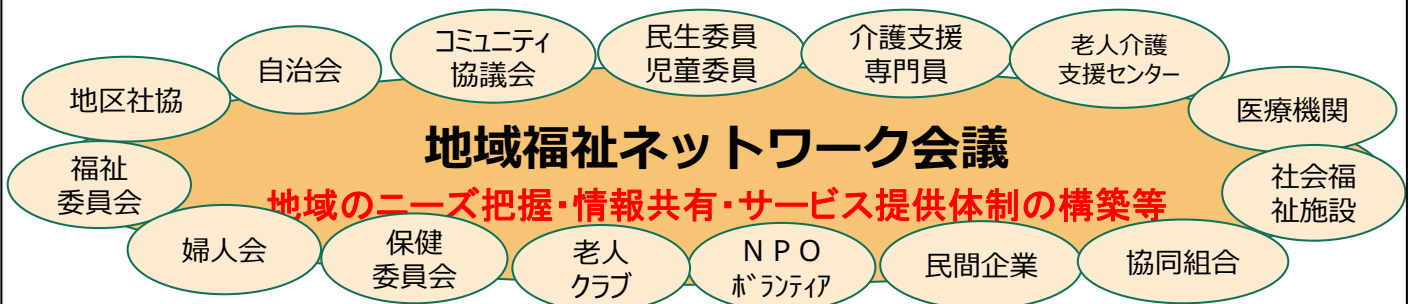 コミュニティ
協議会
民生委員
児童委員
介護支援
専門員
老人介護
支援センター
自治会
地区社協
医療機関
地域福祉ネットワーク会議
福祉
委員会
社会福
祉施設
地域のニーズ把握・情報共有・サービス提供体制の構築等
婦人会
保健
委員会
老人
クラブ
ＮＰＯ
ﾎﾞﾗﾝﾃｨｱ
民間企業
協同組合